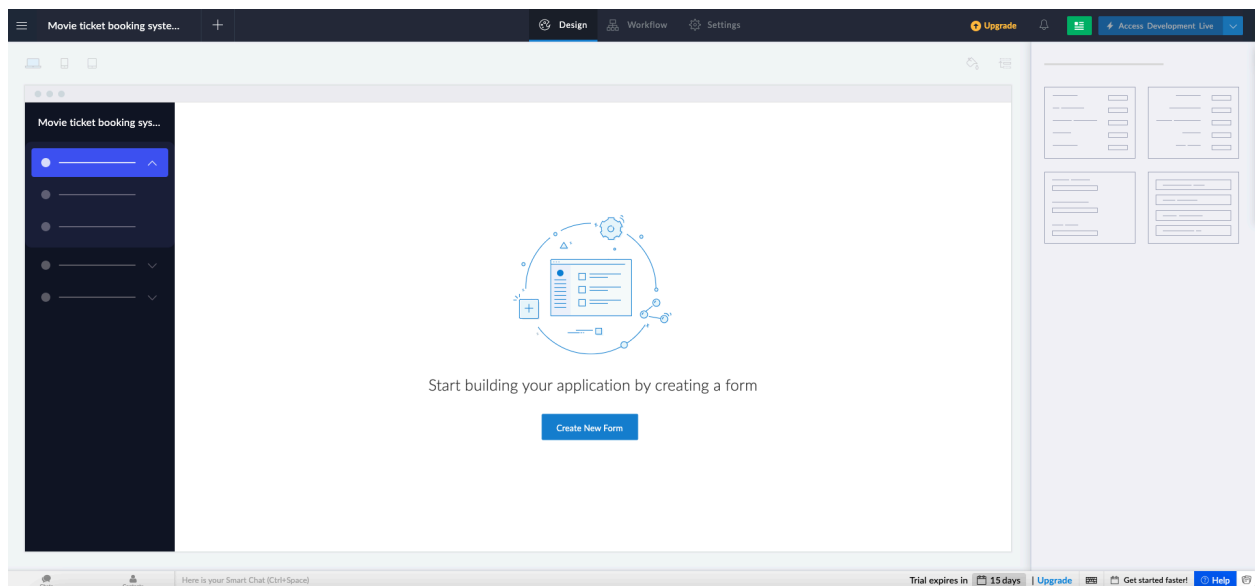 Movie ticket booking syste...
Design
Workflow
Settings
Upgrade
Access Development Live
Movie ticket booking sys...
Start building your application by creating a form
Create New Form
Here is your Smart Chat (Ctrl+Space)
Trial expires in 15 days | Upgrade
Get started faster!
Help